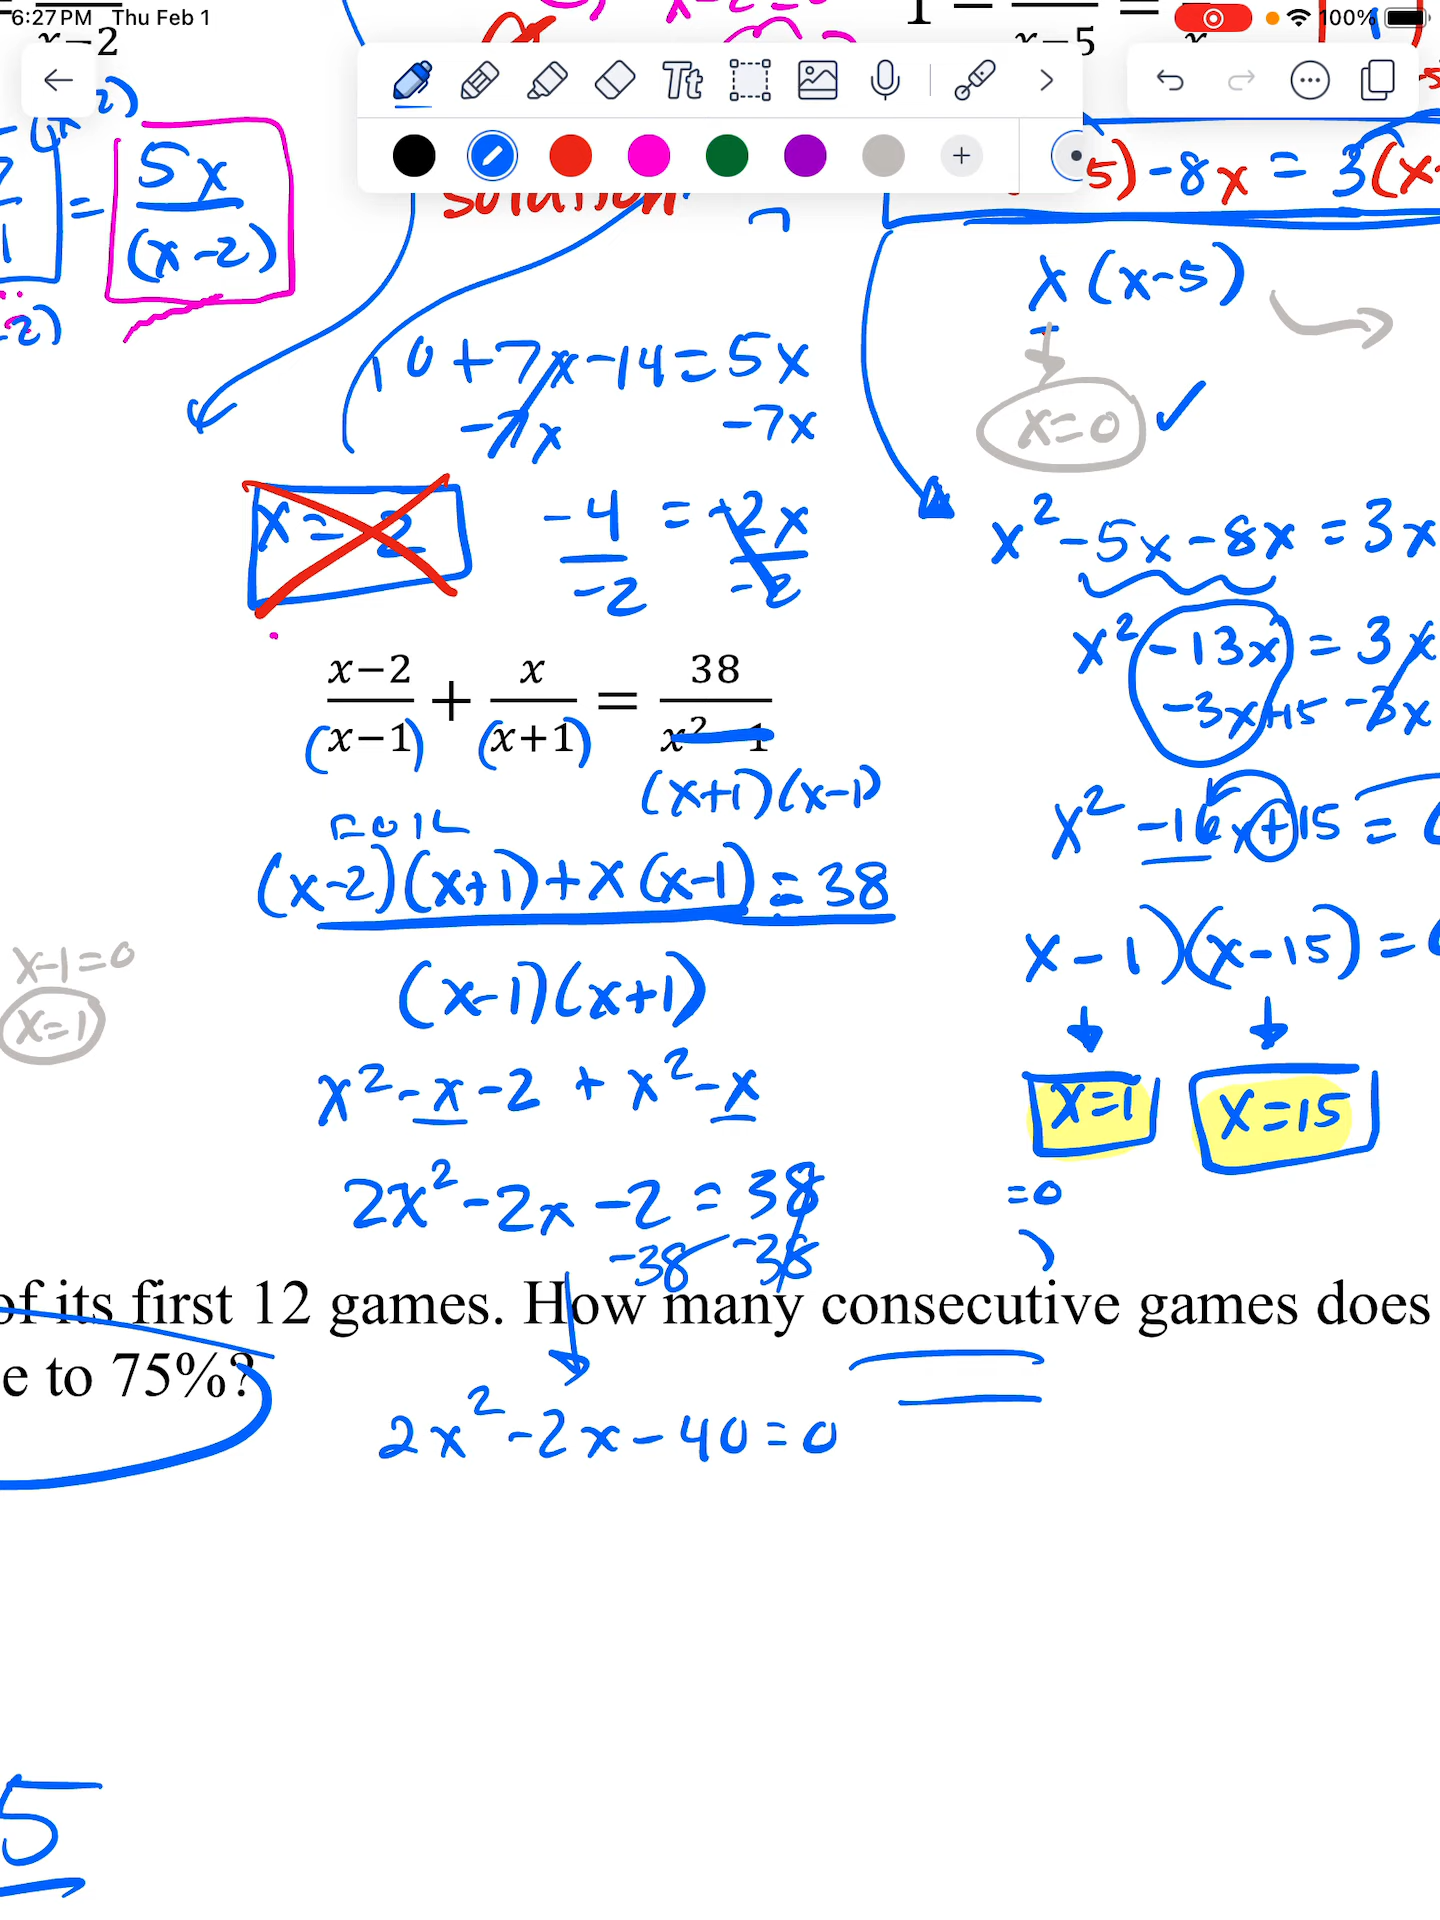 6:27 PM Thu Feb 1
100%
x−2
x−5
Tt
5x
= 
(x-2)
-2)
solution
5)-8x = 3(x-
x(x-5)
x=0 ✓
10+7x-14=5x
-7x -7x
x=2
-4 = -2x
-2 -2
x²-5x-8x=3x
x²-13x = 3x
-3x+15 -3x
x²-16x+15 =
x-1)(x-15)=
x=1 x=15
x−2 + x = 38
(x−1) (x+1) x²−1
(x+1)(x-1)
FOIL
(x-2)(x+1)+x(x-1)=38
(x-1)(x+1)
x-1=0
x=1
x²-x-2 + x²-x
2x²-2x-2=38
-38 -38
=0
)
of its first 12 games. How many consecutive games does
e to 75%?
2x²-2x-40=0
5